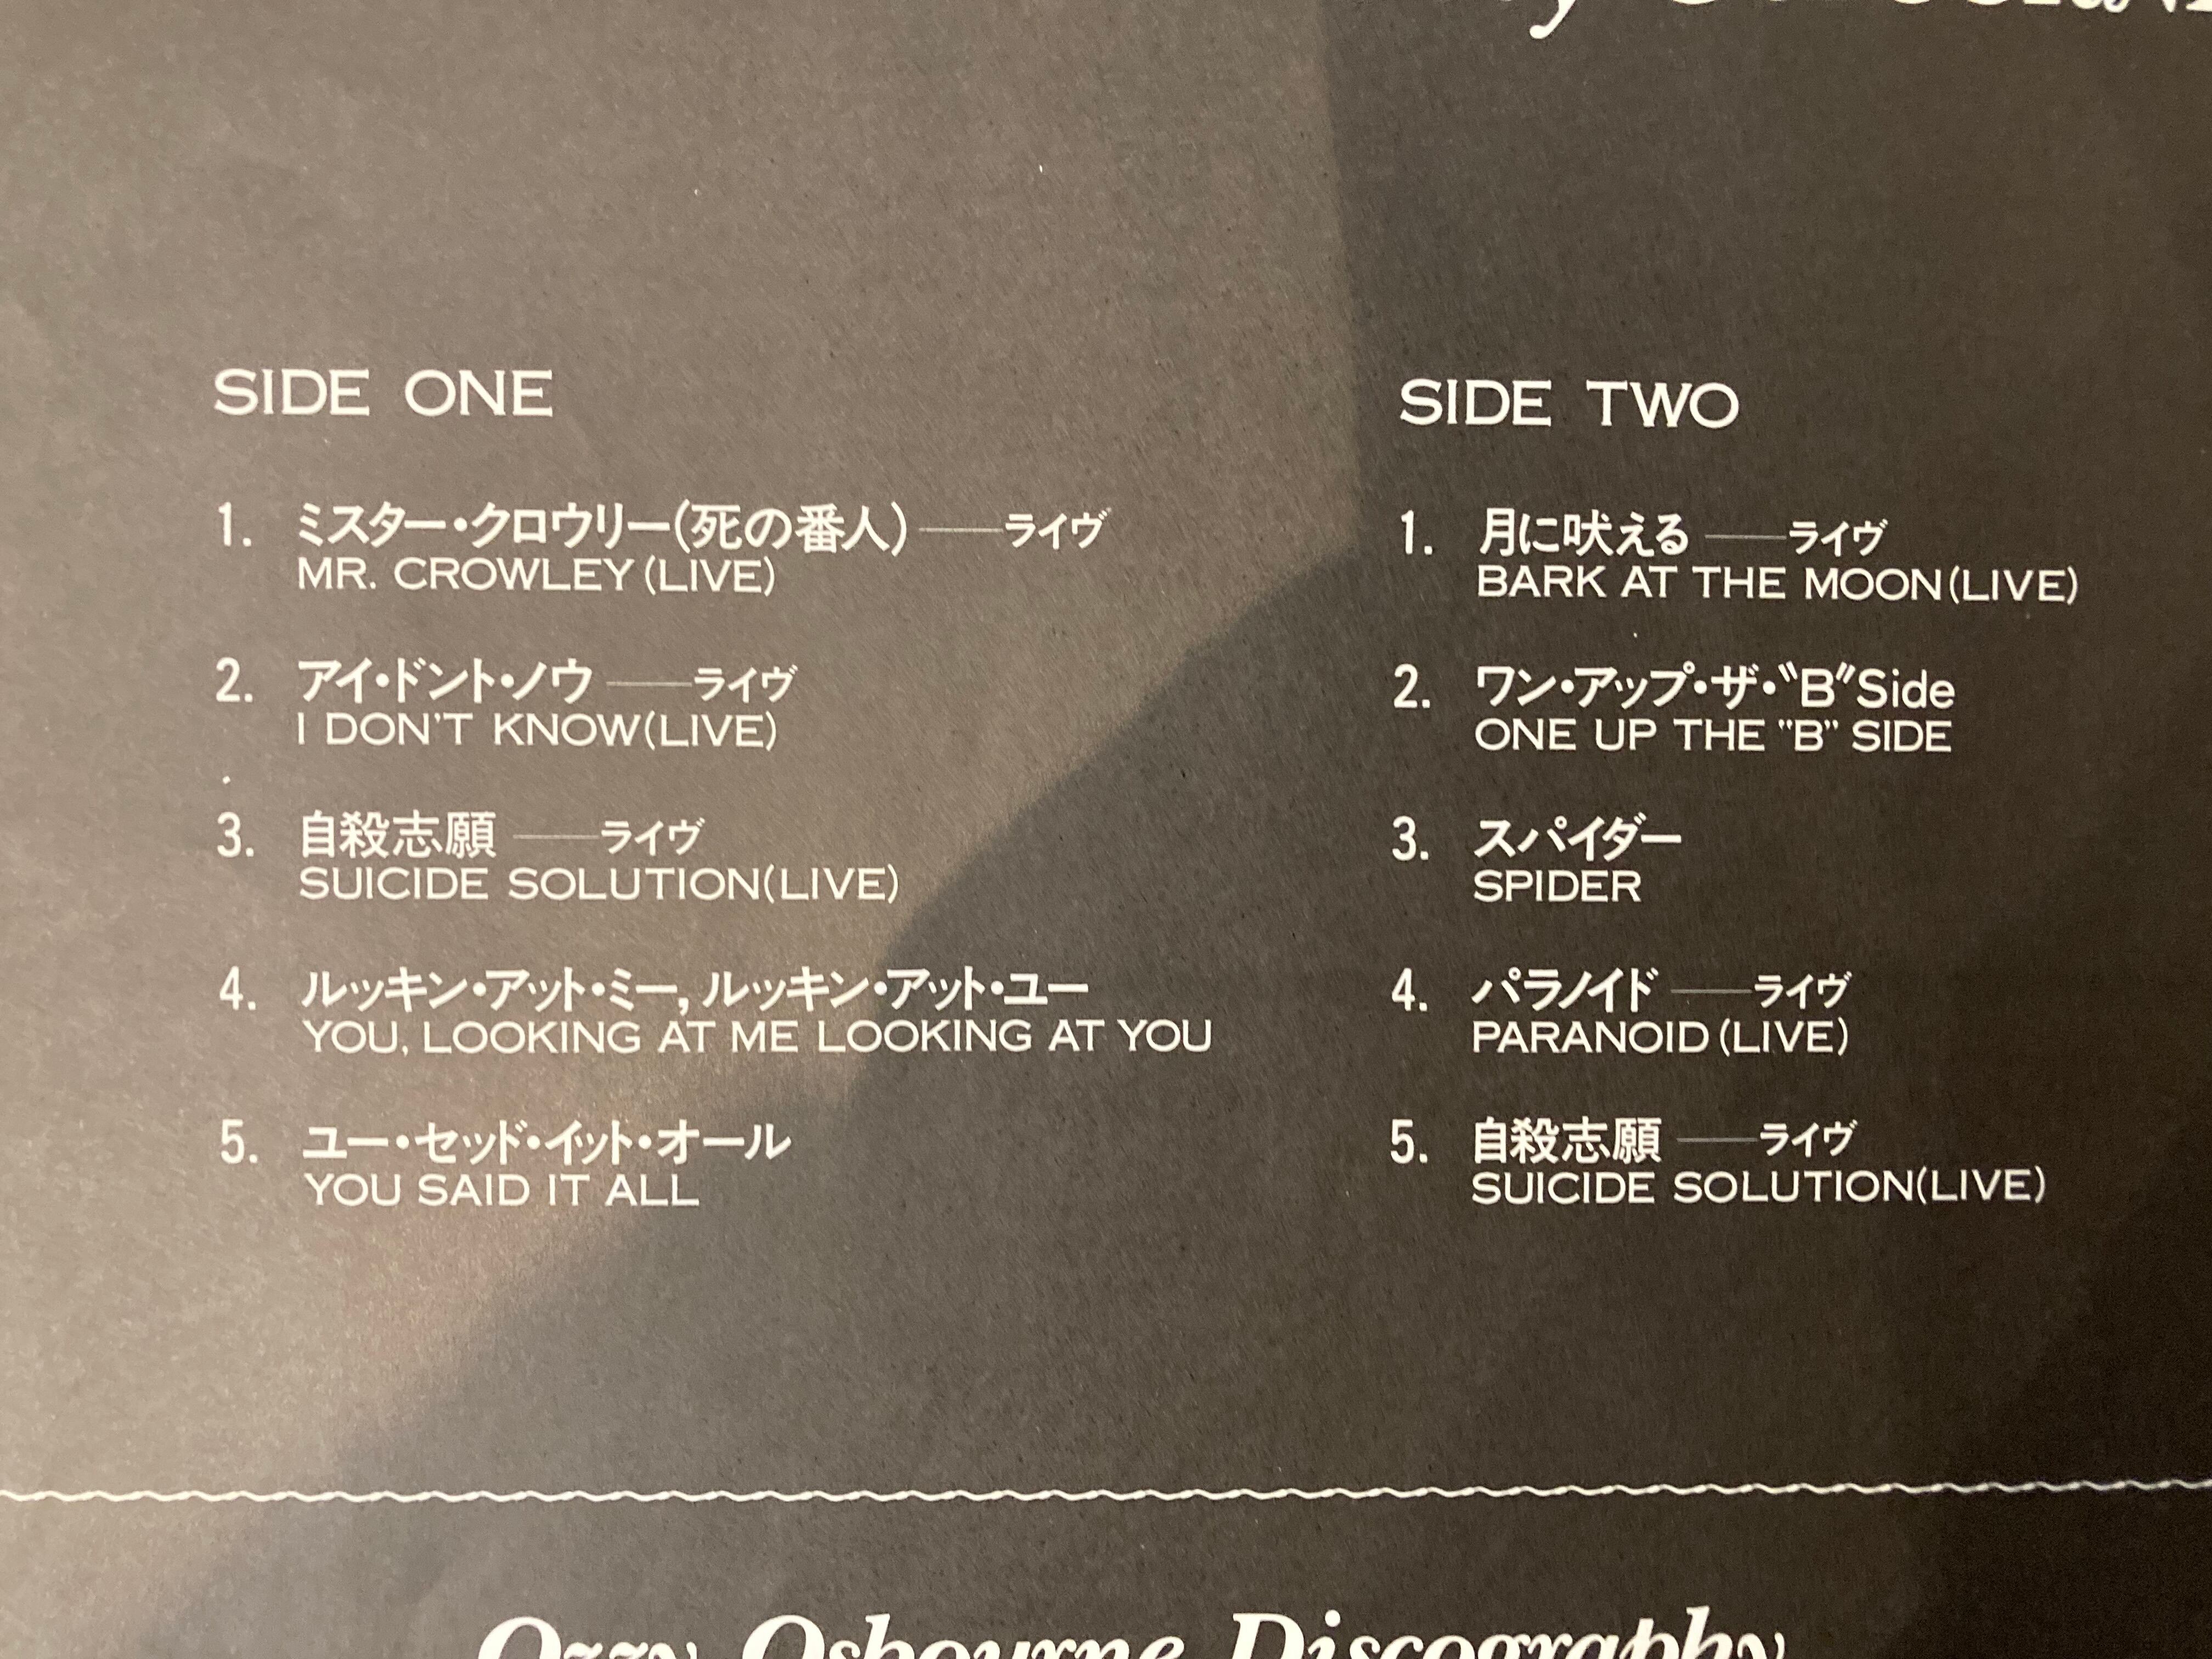 SIDE ONE
1. ミスター・クロウリー(死の番人)——ライヴ
MR. CROWLEY (LIVE)
2. アイ・ドント・ノウ——ライヴ
I DON'T KNOW(LIVE)
3. 自殺志願——ライヴ
SUICIDE SOLUTION(LIVE)
4. ルッキン・アット・ミー, ルッキン・アット・ユー
YOU, LOOKING AT ME LOOKING AT YOU
5. ユー・セッド・イット・オール
YOU SAID IT ALL
SIDE TWO
1. 月に吠える——ライヴ
BARK AT THE MOON(LIVE)
2. ワン・アップ・ザ・〝B〞Side
ONE UP THE "B" SIDE
3. スパイダー
SPIDER
4. パラノイド——ライヴ
PARANOID (LIVE)
5. 自殺志願——ライヴ
SUICIDE SOLUTION(LIVE)
Ozzy Osbourne Discography